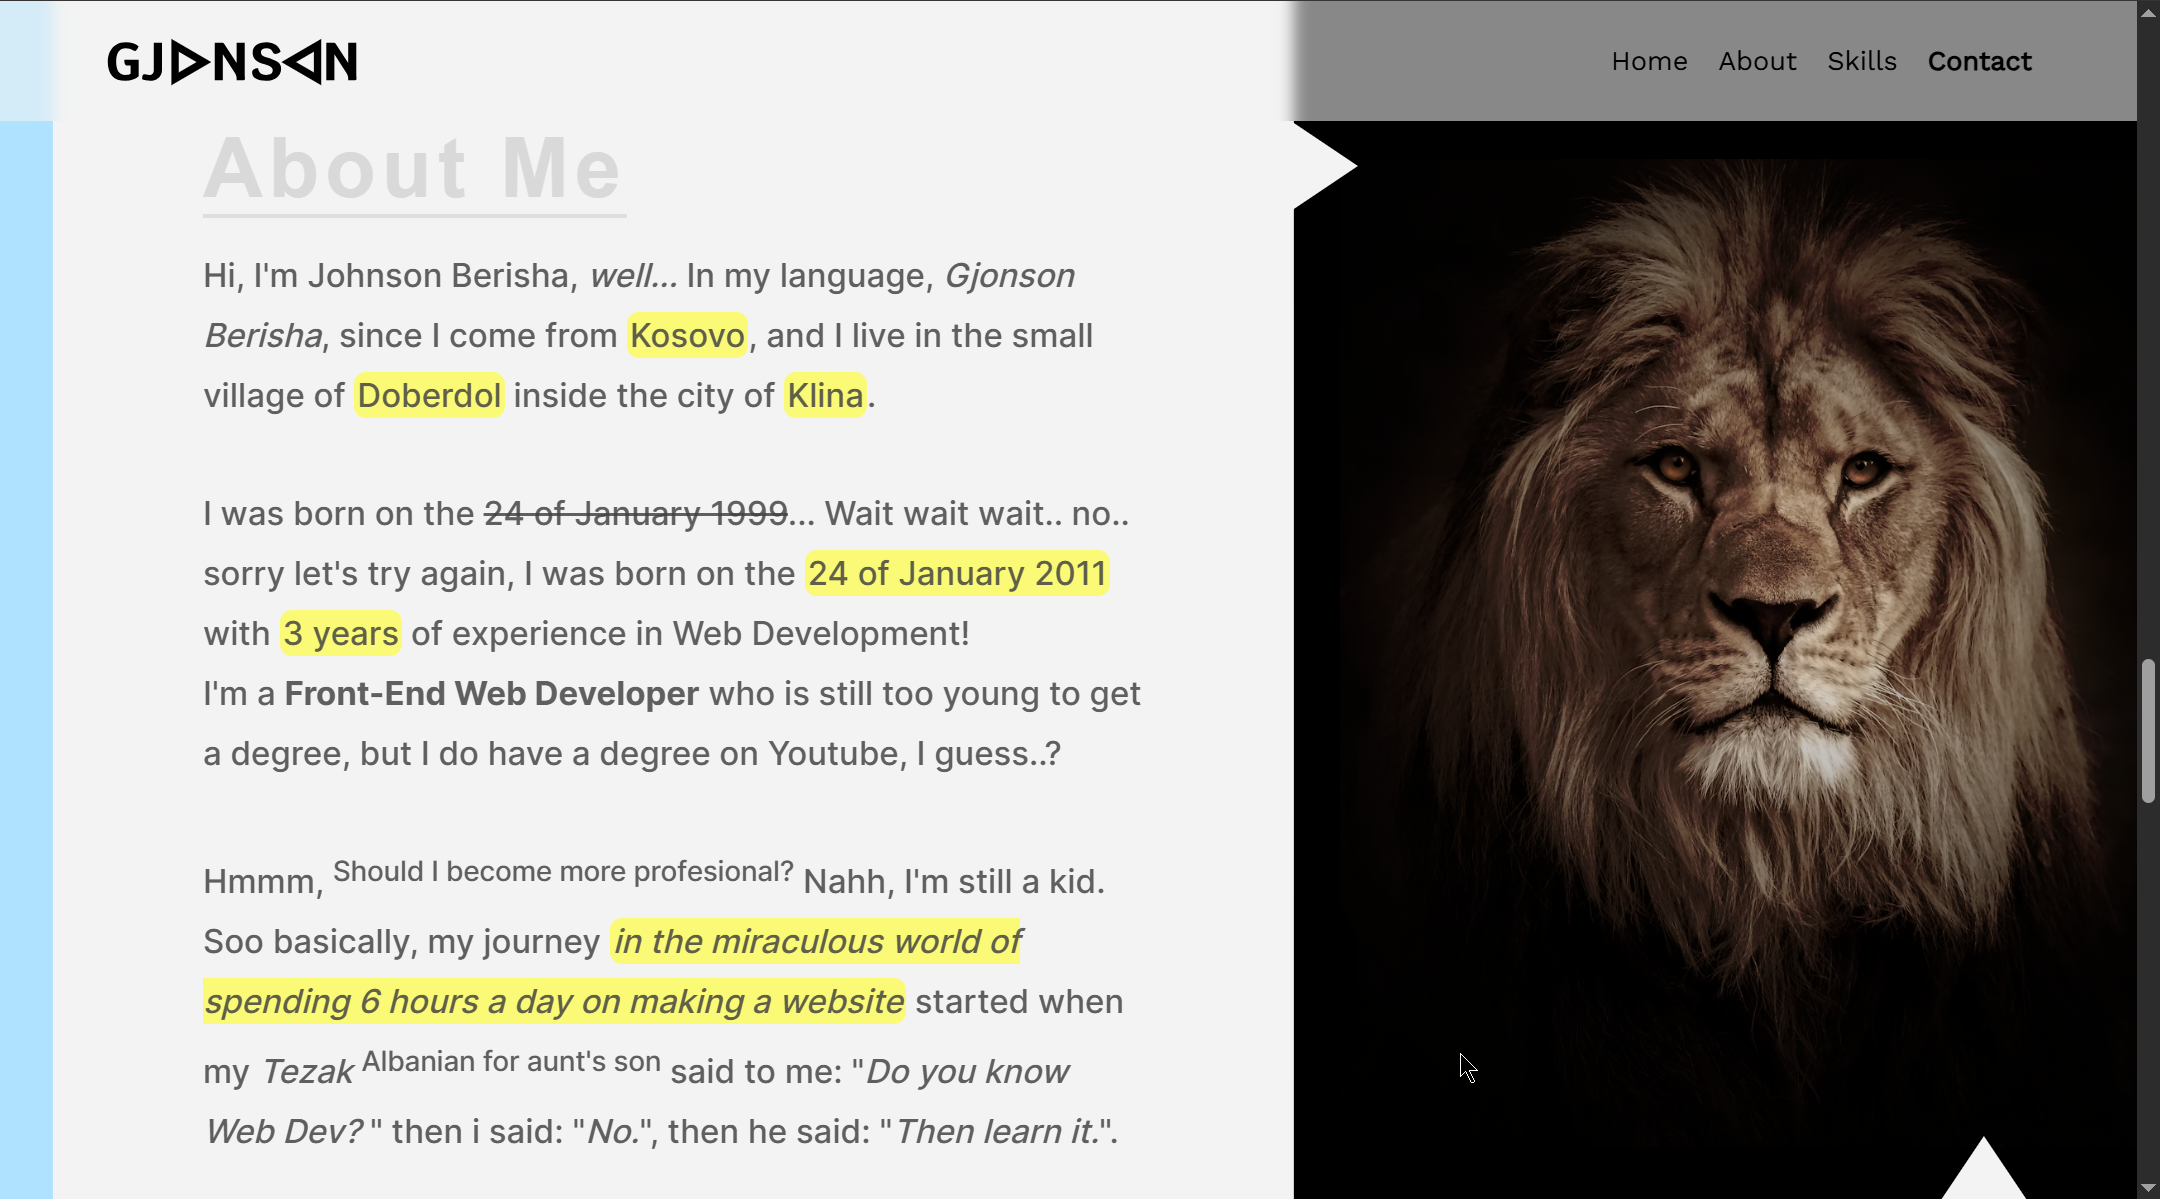 GJONSON
Home About Skills Contact
About Me
Hi, I'm Johnson Berisha, well... In my language, Gjonson
Berisha, since I come from Kosovo, and I live in the small
village of Doberdol inside the city of Klina.
I was born on the 24 of January 1999... Wait wait wait.. no..
sorry let's try again, I was born on the 24 of January 2011
with 3 years of experience in Web Development!
I'm a Front-End Web Developer who is still too young to get
a degree, but I do have a degree on Youtube, I guess..?
Hmmm, Should I become more profesional? Nahh, I'm still a kid.
Soo basically, my journey in the miraculous world of
spending 6 hours a day on making a website started when
my Tezak Albanian for aunt's son said to me: "Do you know
Web Dev? " then i said: "No.", then he said: "Then learn it.".